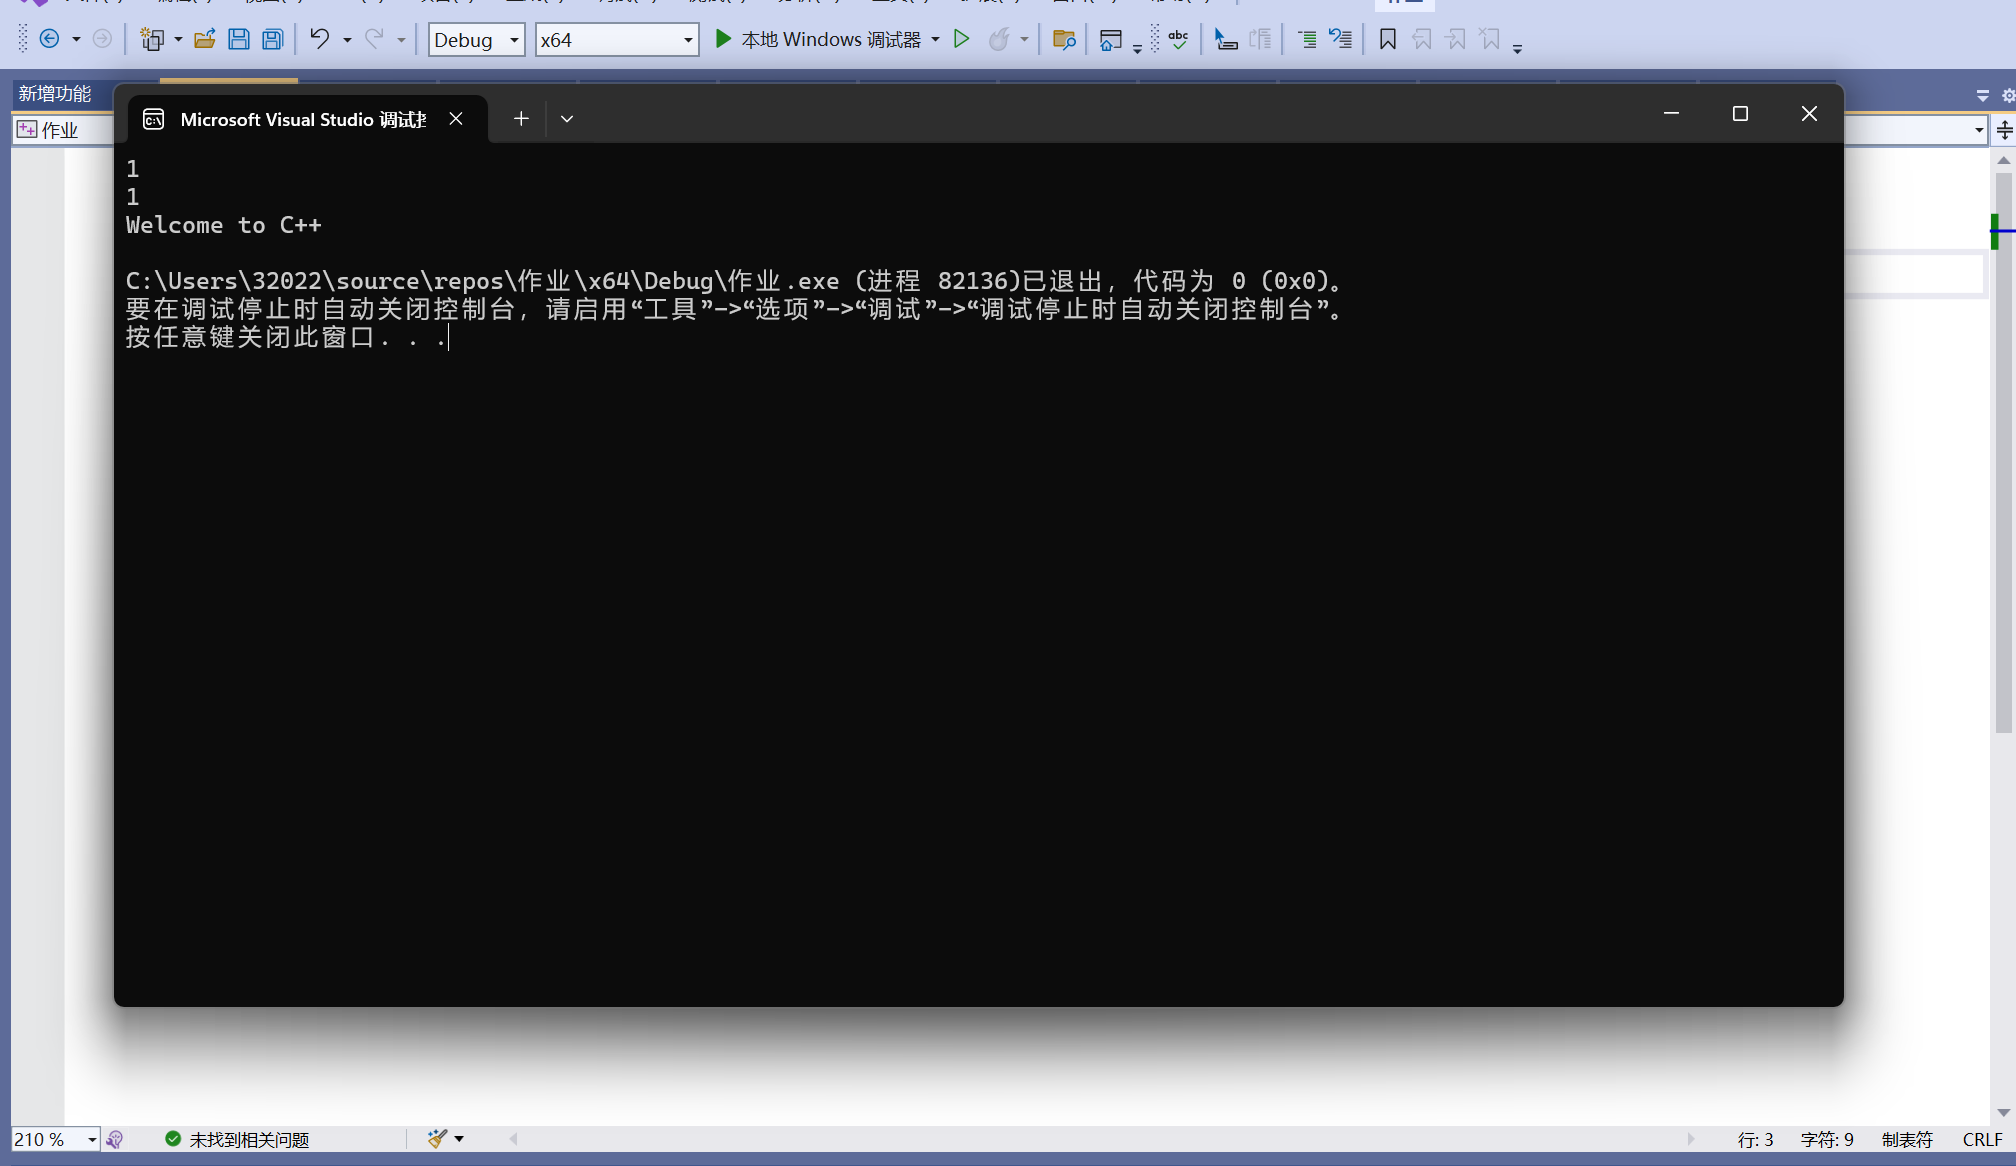 Debug
x64
本地 Windows 调试器
abc
新增功能
作业
Microsoft Visual Studio 调试
1
1
Welcome to C++
C:\Users\32022\source\repos\作业\x64\Debug\作业.exe (进程 82136)已退出，代码为 0 (0x0)。
要在调试停止时自动关闭控制台，请启用“工具”->“选项”->“调试”->“调试停止时自动关闭控制台”。
按任意键关闭此窗口. . .
210 %
未找到相关问题
行: 3
字符: 9
制表符
CRLF